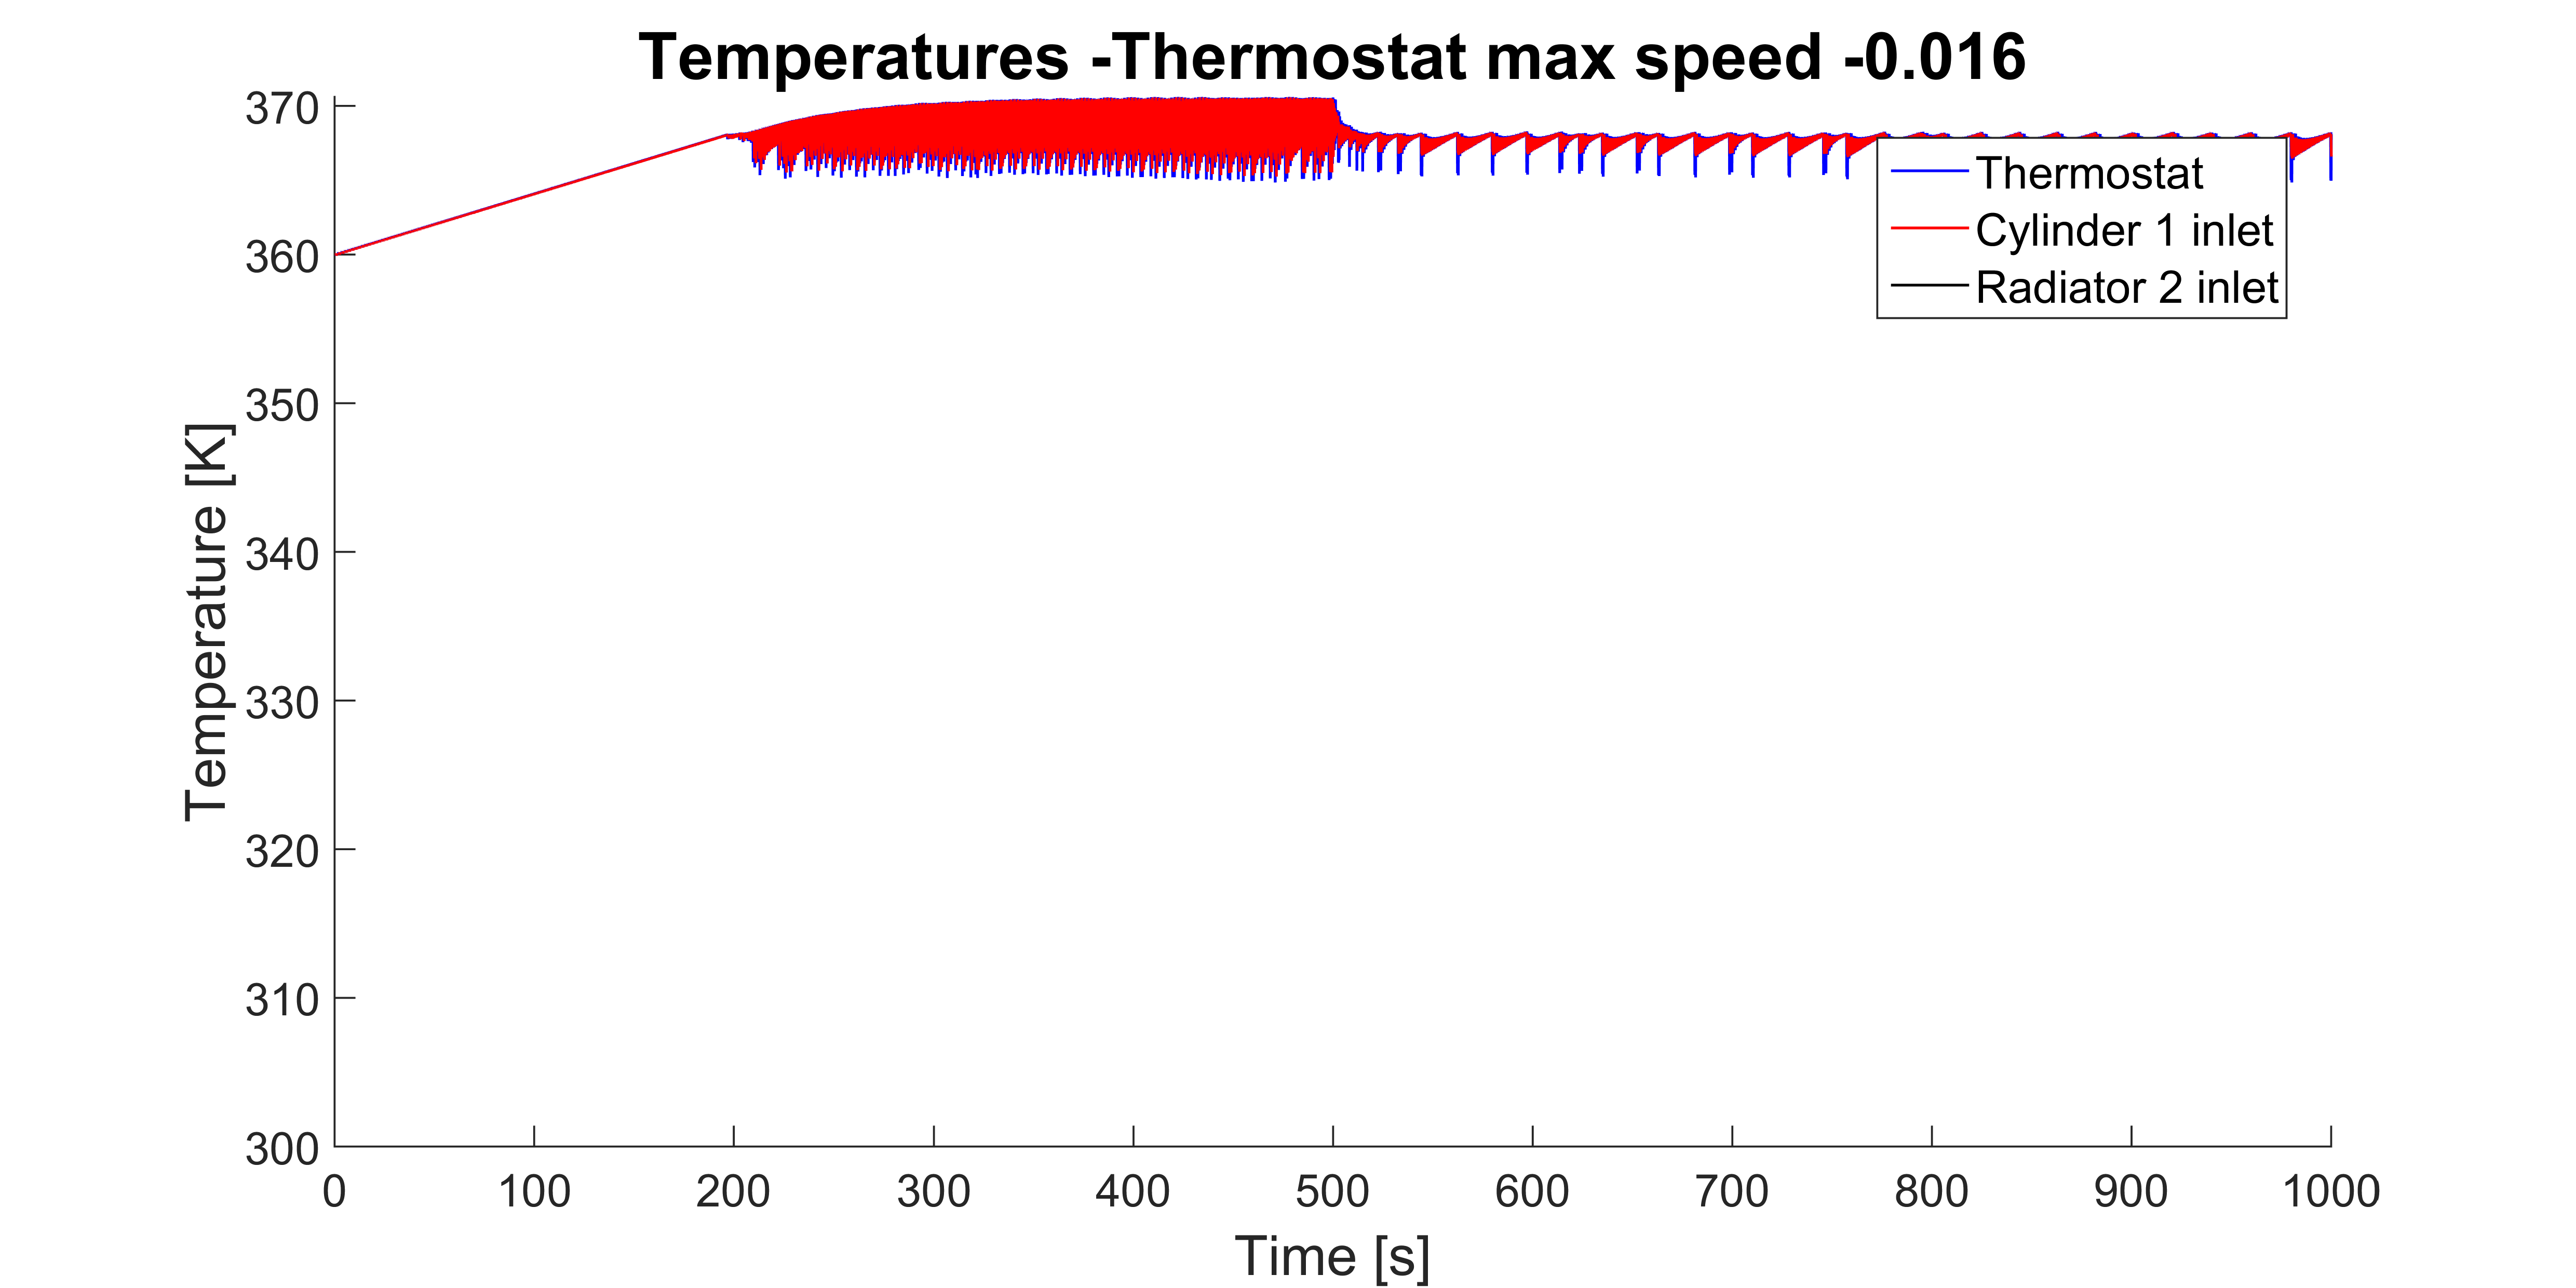 Temperatures -Thermostat max speed -0.016
370
360
350
340
330
320
310
300
Temperature [K]
Thermostat
Cylinder 1 inlet
Radiator 2 inlet
0 100 200 300 400 500 600 700 800 900 1000
Time [s]